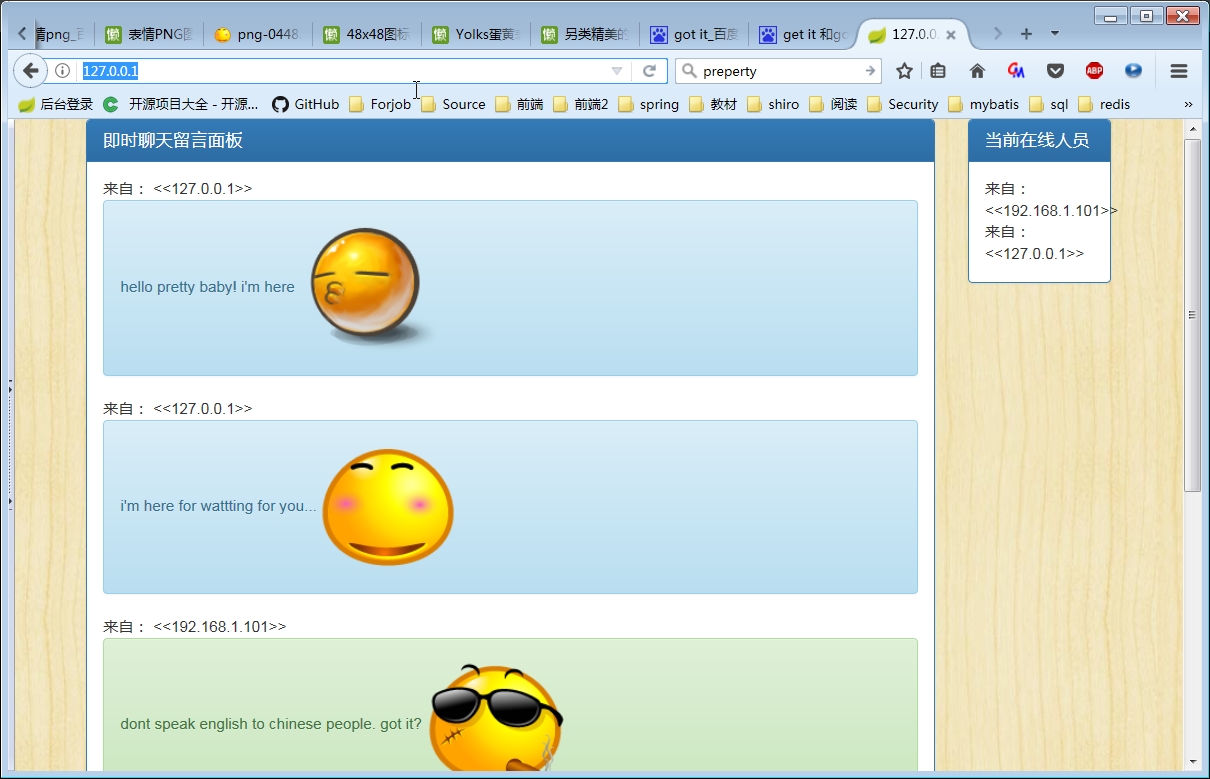 情png_百
表情PNG图
png-0448
48x48图标
Yolks蛋黄
另类精美的
got it_百度
get it 和go
127.0.0.
127.0.0.1
preperty
后台登录 开源项目大全 - 开源... GitHub Forjob Source 前端 前端2 spring 教材 shiro 阅读 Security mybatis sql redis »
即时聊天留言面板
当前在线人员
来自： <<127.0.0.1>>
hello pretty baby! i'm here
来自：
<<192.168.1.101>>
来自：
<<127.0.0.1>>
来自： <<127.0.0.1>>
i'm here for wattting for you...
来自： <<192.168.1.101>>
dont speak english to chinese people. got it?